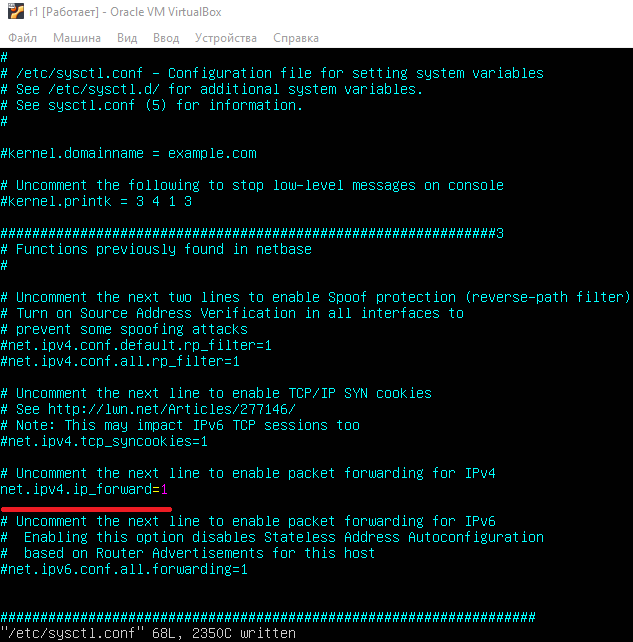 r1 [Работает] - Oracle VM VirtualBox
Файл Машина Вид Ввод Устройства Справка
#
# /etc/sysctl.conf - Configuration file for setting system variables
# See /etc/sysctl.d/ for additional system variables.
# See sysctl.conf (5) for information.
#
#kernel.domainname = example.com
# Uncomment the following to stop low-level messages on console
#kernel.printk = 3 4 1 3
##############################################################3
# Functions previously found in netbase
#
# Uncomment the next two lines to enable Spoof protection (reverse-path filter)
# Turn on Source Address Verification in all interfaces to
# prevent some spoofing attacks
#net.ipv4.conf.default.rp_filter=1
#net.ipv4.conf.all.rp_filter=1
# Uncomment the next line to enable TCP/IP SYN cookies
# See http://lwn.net/Articles/277146/
# Note: This may impact IPv6 TCP sessions too
#net.ipv4.tcp_syncookies=1
# Uncomment the next line to enable packet forwarding for IPv4
net.ipv4.ip_forward=1
# Uncomment the next line to enable packet forwarding for IPv6
#  Enabling this option disables Stateless Address Autoconfiguration
#  based on Router Advertisements for this host
#net.ipv6.conf.all.forwarding=1
###################################################################
"/etc/sysctl.conf" 68L, 2350C written